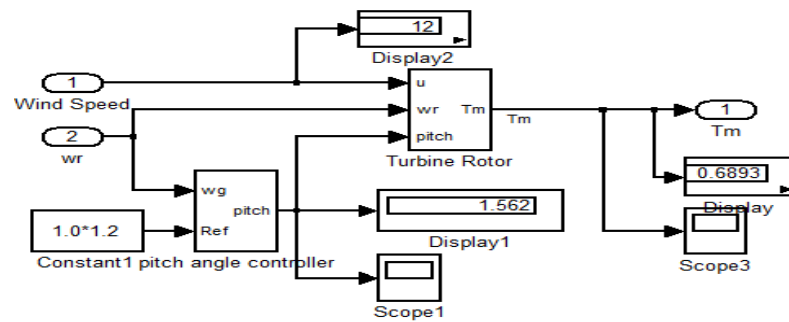 12
Display2
1
Wind Speed
u
wr
Tm
pitch
Turbine Rotor
Tm
1
Tm
2
wr
wg
pitch
Ref
1.0*1.2
Constant1
pitch angle controller
1.562
Display1
0.6893
Display
Scope1
Scope3